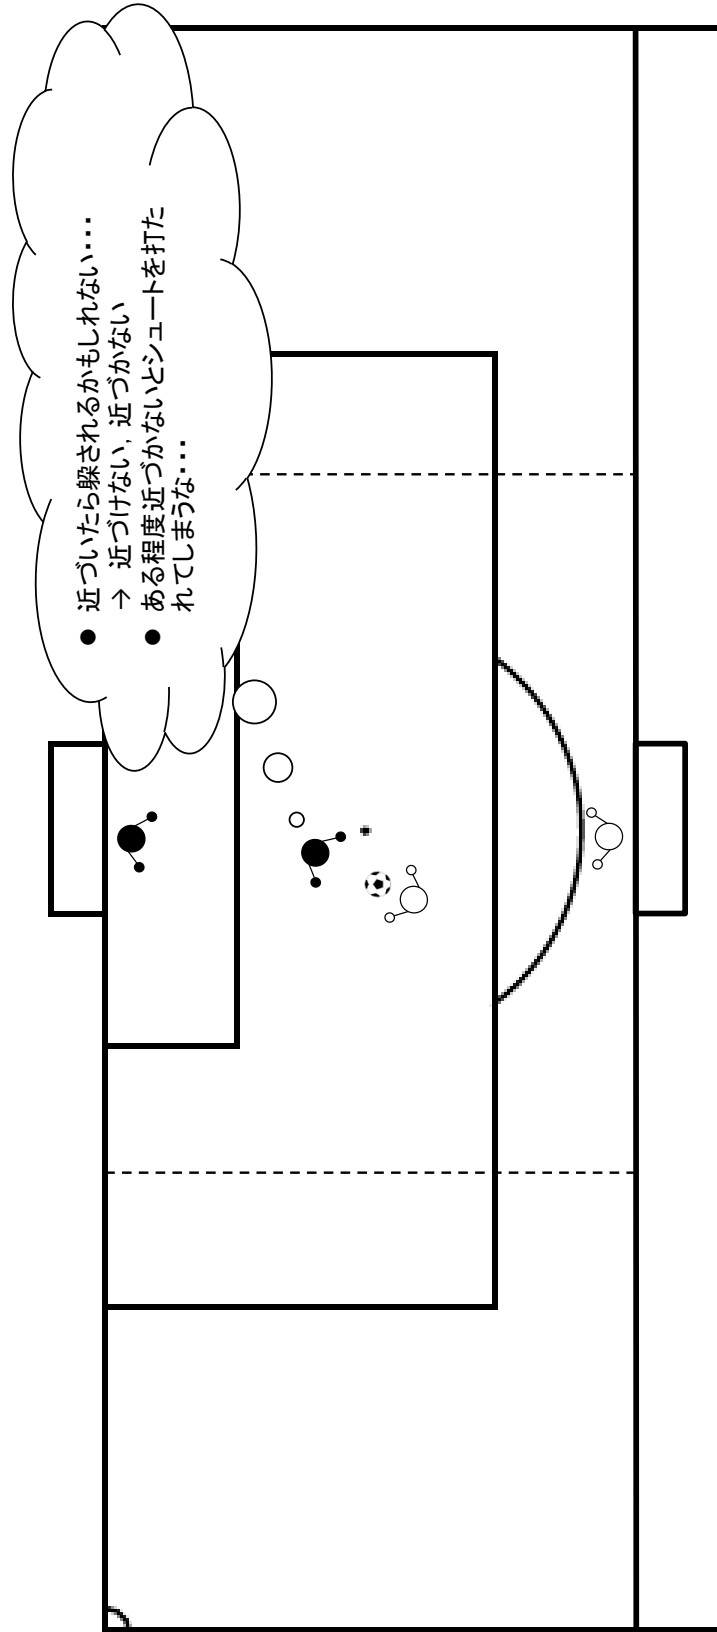 ● 近づいたら躱されるかもしれない・・・
→ 近づけない，近づかない
● ある程度近づかないとシュートを打た
れてしまうな・・・